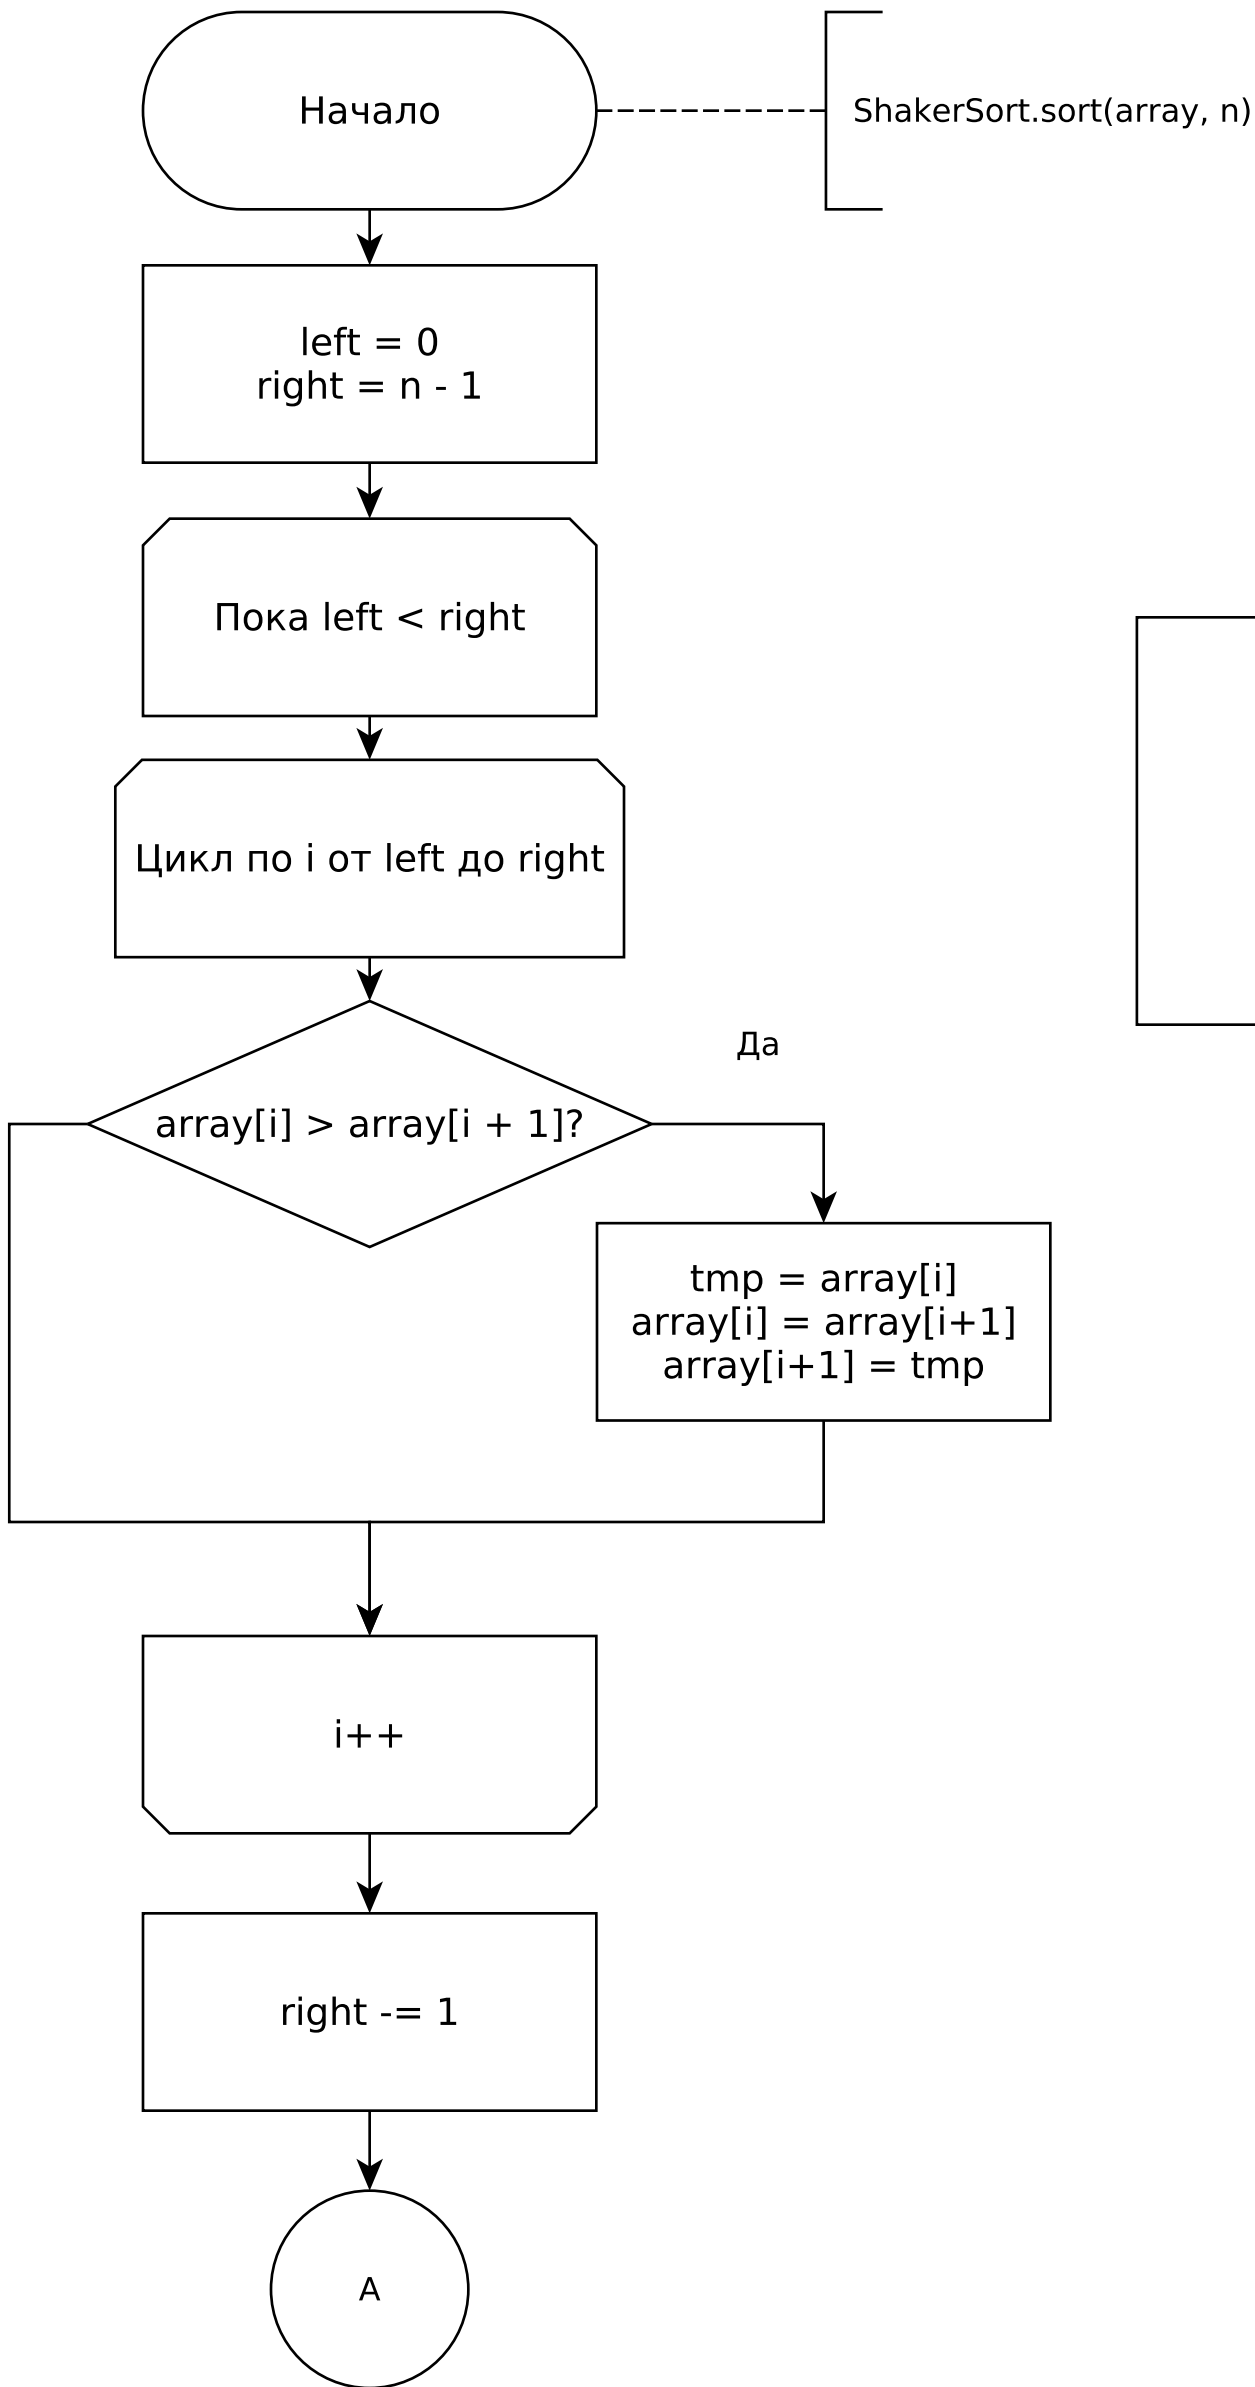 Начало
ShakerSort.sort(array, n)
left = 0
right = n - 1
Пока left < right
Цикл по i от left до right
array[i] > array[i + 1]?
Да
tmp = array[i]
array[i] = array[i+1]
array[i+1] = tmp
i++
right -= 1
A